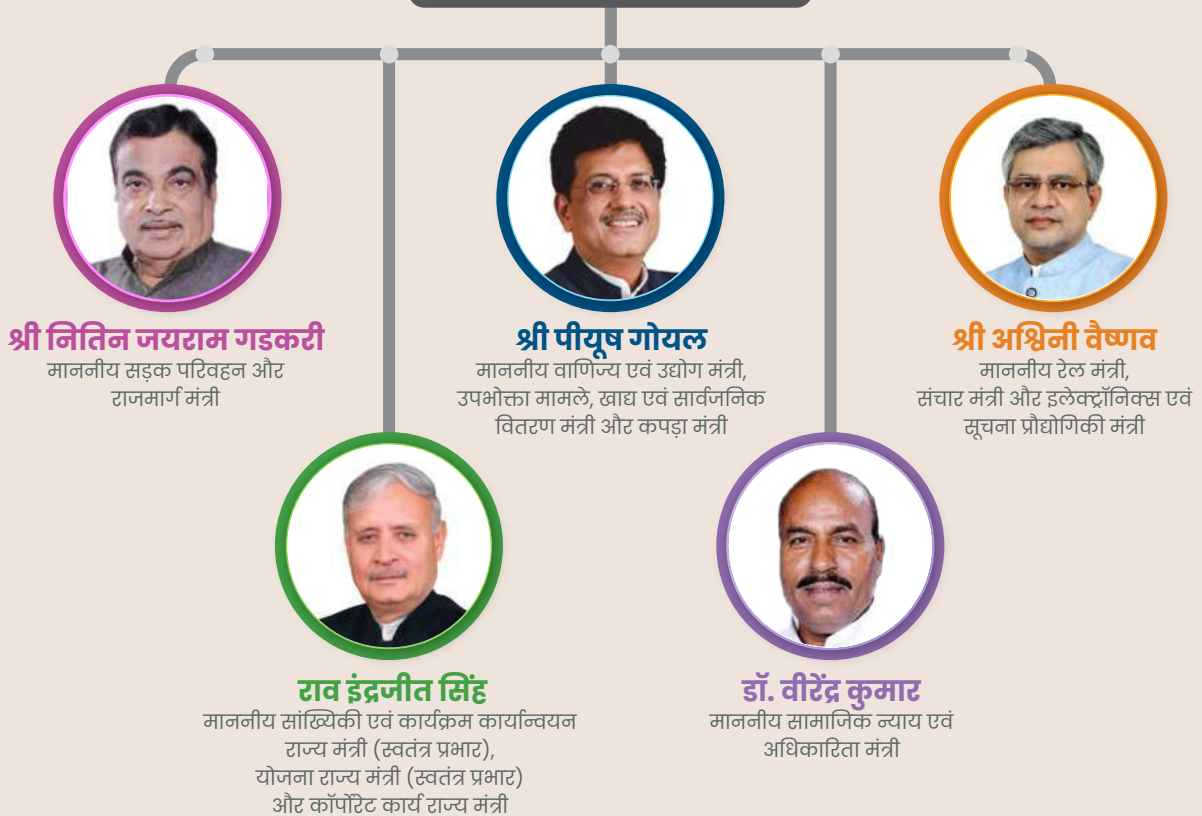 श्री नितिन जयराम गडकरी
माननीय सड़क परिवहन और
राजमार्ग मंत्री
श्री पीयूष गोयल
माननीय वाणिज्य एवं उद्योग मंत्री,
उपभोक्ता मामले, खाद्य एवं सार्वजनिक
वितरण मंत्री और कपड़ा मंत्री
श्री अश्विनी वैष्णव
माननीय रेल मंत्री,
संचार मंत्री और इलेक्ट्रॉनिक्स एवं
सूचना प्रौद्योगिकी मंत्री
राव इंद्रजीत सिंह
माननीय सांख्यिकी एवं कार्यक्रम कार्यान्वयन
राज्य मंत्री (स्वतंत्र प्रभार),
योजना राज्य मंत्री (स्वतंत्र प्रभार)
और कॉर्पोरेट कार्य राज्य मंत्री
डॉ. वीरेंद्र कुमार
माननीय सामाजिक न्याय एवं
अधिकारिता मंत्री